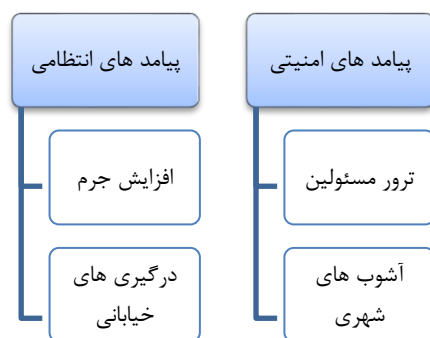 پیامد های امنیتی
ترور مسئولین
آشوب های
شهری
پیامد های انتظامی
افزایش جرم
درگیری های
خیابانی